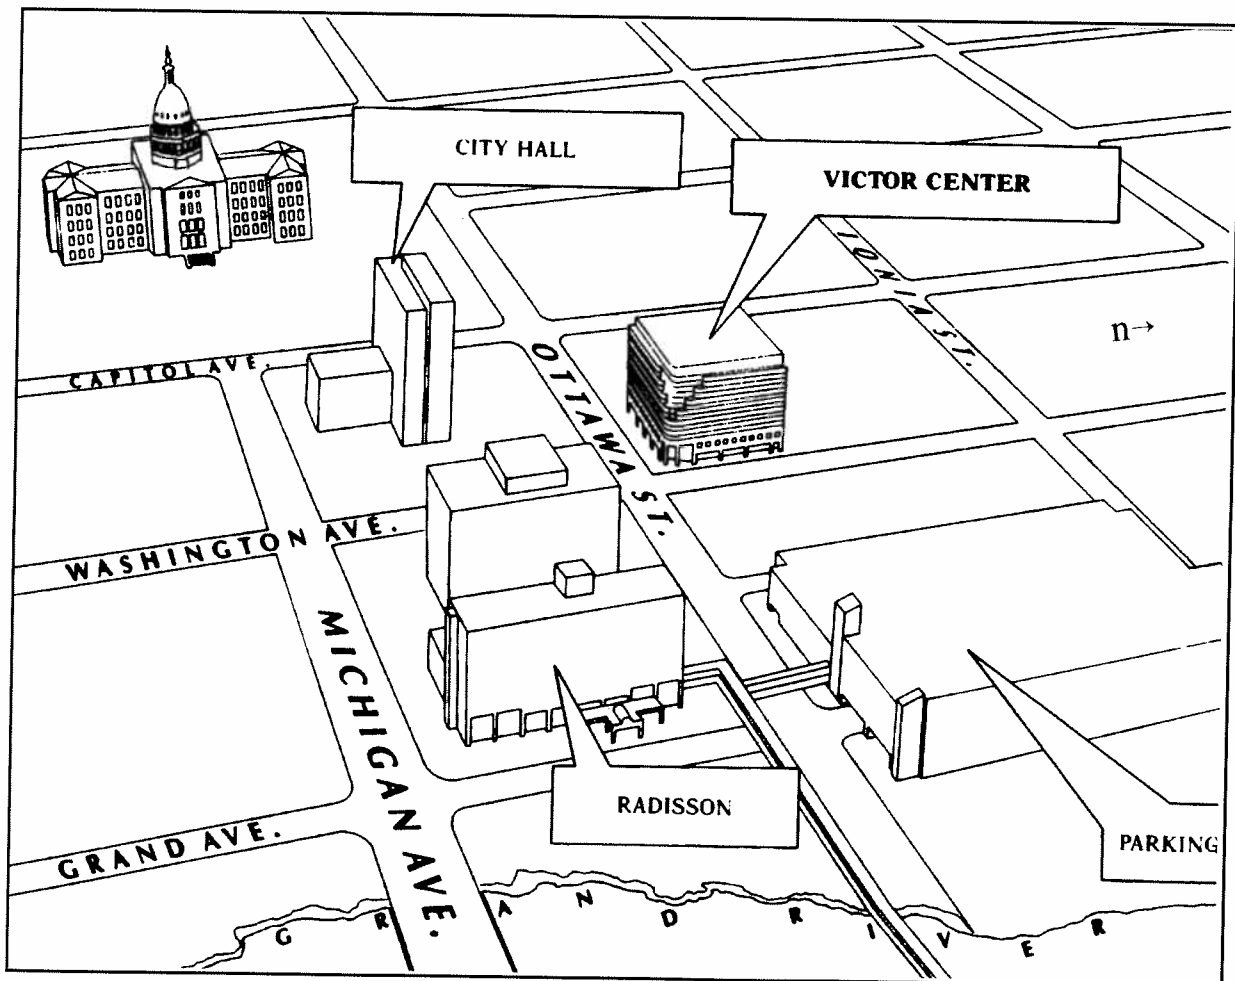 CITY HALL
VICTOR CENTER
IONIA ST.
n→
CAPITOL AVE.
OTTAWA ST.
WASHINGTON AVE.
MICHIGAN AVE.
RADISSON
PARKING
GRAND AVE.
GRAND RIVER